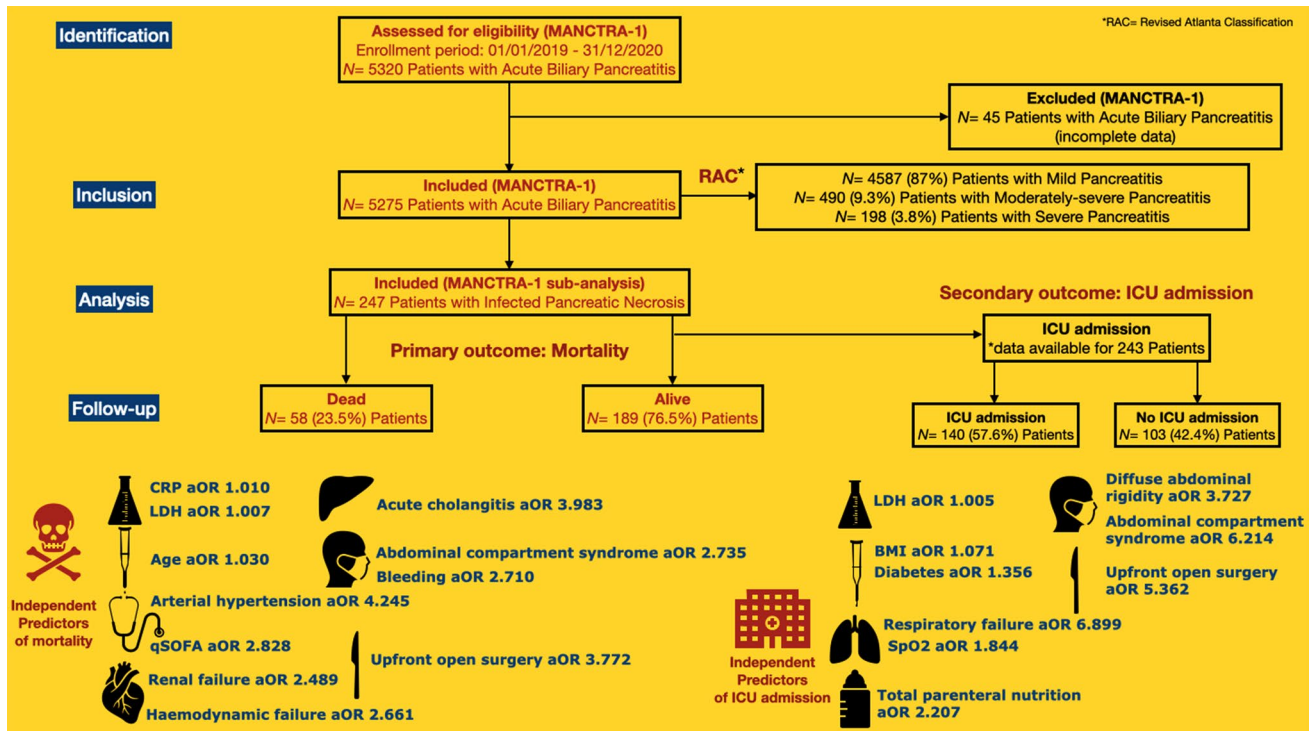 *RAC= Revised Atlanta Classification
Identification
Assessed for eligibility (MANCTRA-1)
Enrollment period: 01/01/2019 - 31/12/2020
N= 5320 Patients with Acute Biliary Pancreatitis
Excluded (MANCTRA-1)
N= 45 Patients with Acute Biliary Pancreatitis
(incomplete data)
Inclusion
Included (MANCTRA-1)
N= 5275 Patients with Acute Biliary Pancreatitis
RAC*
N= 4587 (87%) Patients with Mild Pancreatitis
N= 490 (9.3%) Patients with Moderately-severe Pancreatitis
N= 198 (3.8%) Patients with Severe Pancreatitis
Analysis
Included (MANCTRA-1 sub-analysis)
N= 247 Patients with Infected Pancreatic Necrosis
Secondary outcome: ICU admission
ICU admission
*data available for 243 Patients
Primary outcome: Mortality
Follow-up
Dead
N= 58 (23.5%) Patients
Alive
N= 189 (76.5%) Patients
ICU admission
N= 140 (57.6%) Patients
No ICU admission
N= 103 (42.4%) Patients
Independent
Predictors
of mortality
CRP aOR 1.010
LDH aOR 1.007
Age aOR 1.030
Arterial hypertension aOR 4.245
qSOFA aOR 2.828
Renal failure aOR 2.489
Haemodynamic failure aOR 2.661
Acute cholangitis aOR 3.983
Abdominal compartment syndrome aOR 2.735
Bleeding aOR 2.710
Upfront open surgery aOR 3.772
Independent
Predictors
of ICU admission
LDH aOR 1.005
BMI aOR 1.071
Diabetes aOR 1.356
Respiratory failure aOR 6.899
SpO2 aOR 1.844
Total parenteral nutrition
aOR 2.207
Diffuse abdominal
rigidity aOR 3.727
Abdominal compartment
syndrome aOR 6.214
Upfront open surgery
aOR 5.362